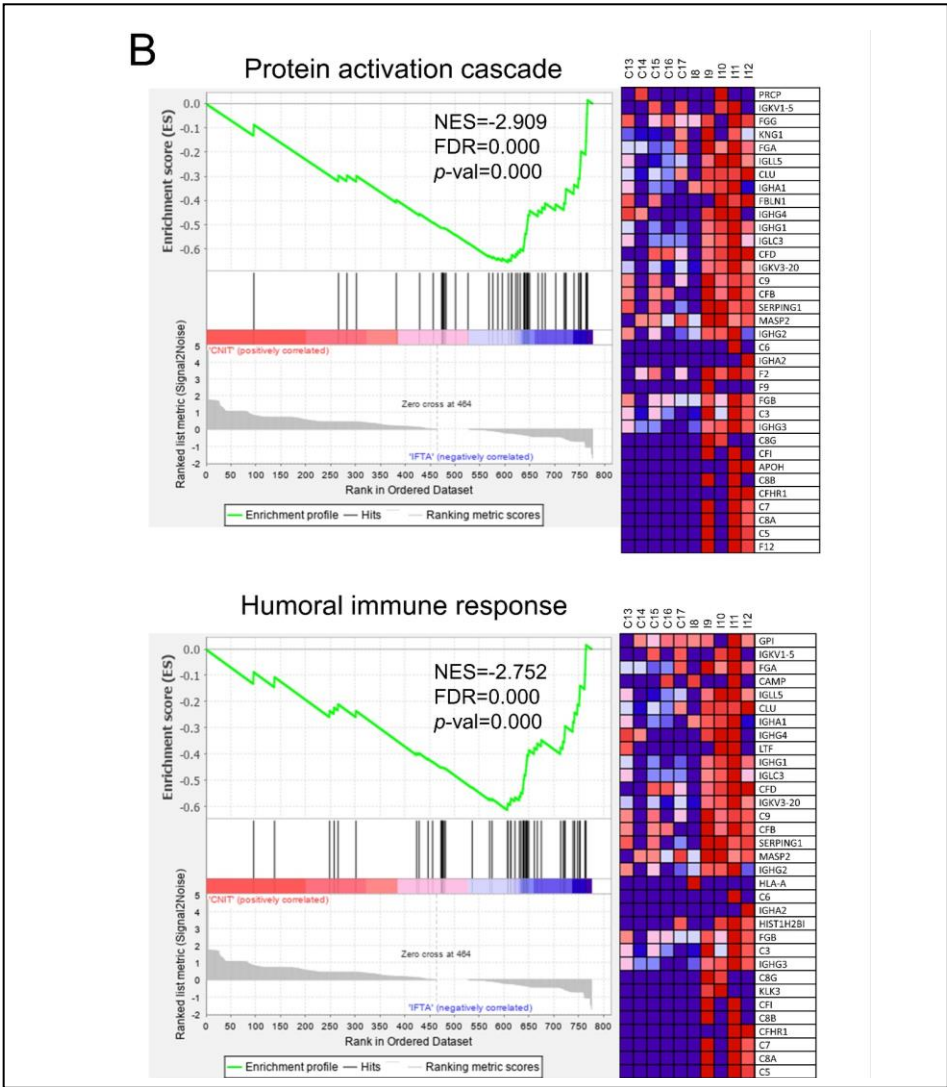 B
Protein activation cascade
NES=-2.909
FDR=0.000
p-val=0.000
Enrichment score (ES)
0.0
-0.1
-0.2
-0.3
-0.4
-0.5
-0.6
Ranked list metric (Signal2Noise)
5
4
3
2
1
0
-1
-2
'CNIT' (positively correlated)
Zero cross at 464
'IFTA' (negatively correlated)
0 50 100 150 200 250 300 350 400 450 500 550 600 650 700 750 800
Rank in Ordered Dataset
Enrichment profile Hits Ranking metric scores
C13 C14 C15 C16 C17 I8 I9 I10 I11 I12
PRCP
IGKV1-5
FGG
KNG1
FGA
IGLL5
CLU
IGHA1
FBLN1
IGHG4
IGHG1
IGLC3
CFD
IGKV3-20
C9
CFB
SERPING1
MASP2
IGHG2
C6
IGHA2
F2
F9
FGB
C3
IGHG3
C8G
CFI
APOH
C8B
CFHR1
C7
C8A
C5
F12
Humoral immune response
NES=-2.752
FDR=0.000
p-val=0.000
Enrichment score (ES)
0.0
-0.1
-0.2
-0.3
-0.4
-0.5
-0.6
Ranked list metric (Signal2Noise)
5
4
3
2
1
0
-1
-2
'CNIT' (positively correlated)
Zero cross at 464
'IFTA' (negatively correlated)
0 50 100 150 200 250 300 350 400 450 500 550 600 650 700 750 800
Rank in Ordered Dataset
Enrichment profile Hits Ranking metric scores
C13 C14 C15 C16 C17 I8 I9 I10 I11 I12
GPI
IGKV1-5
FGA
CAMP
IGLL5
CLU
IGHA1
IGHG4
LTF
IGHG1
IGLC3
CFD
IGKV3-20
C9
CFB
SERPING1
MASP2
IGHG2
HLA-A
C6
IGHA2
HIST1H2BI
FGB
C3
IGHG3
C8G
KLK3
CFI
C8B
CFHR1
C7
C8A
C5